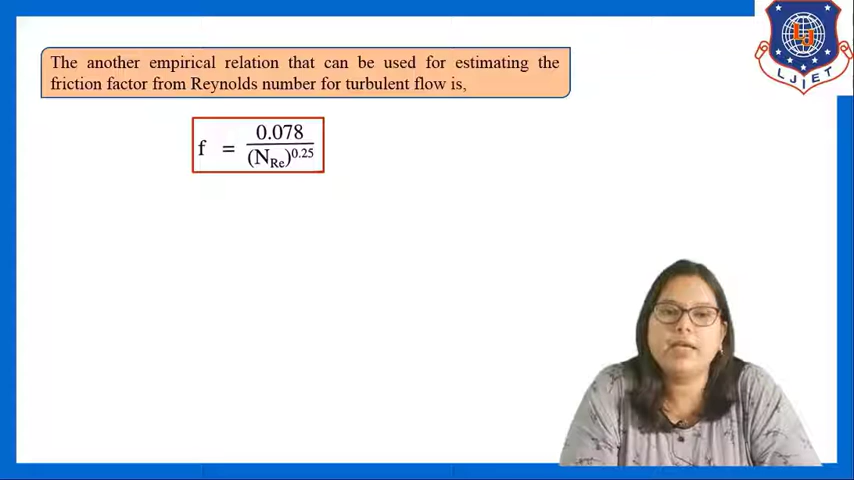 The another empirical relation that can be used for estimating the
friction factor from Reynolds number for turbulent flow is,
f = 0.078 / (N_Re)^0.25
LJIET